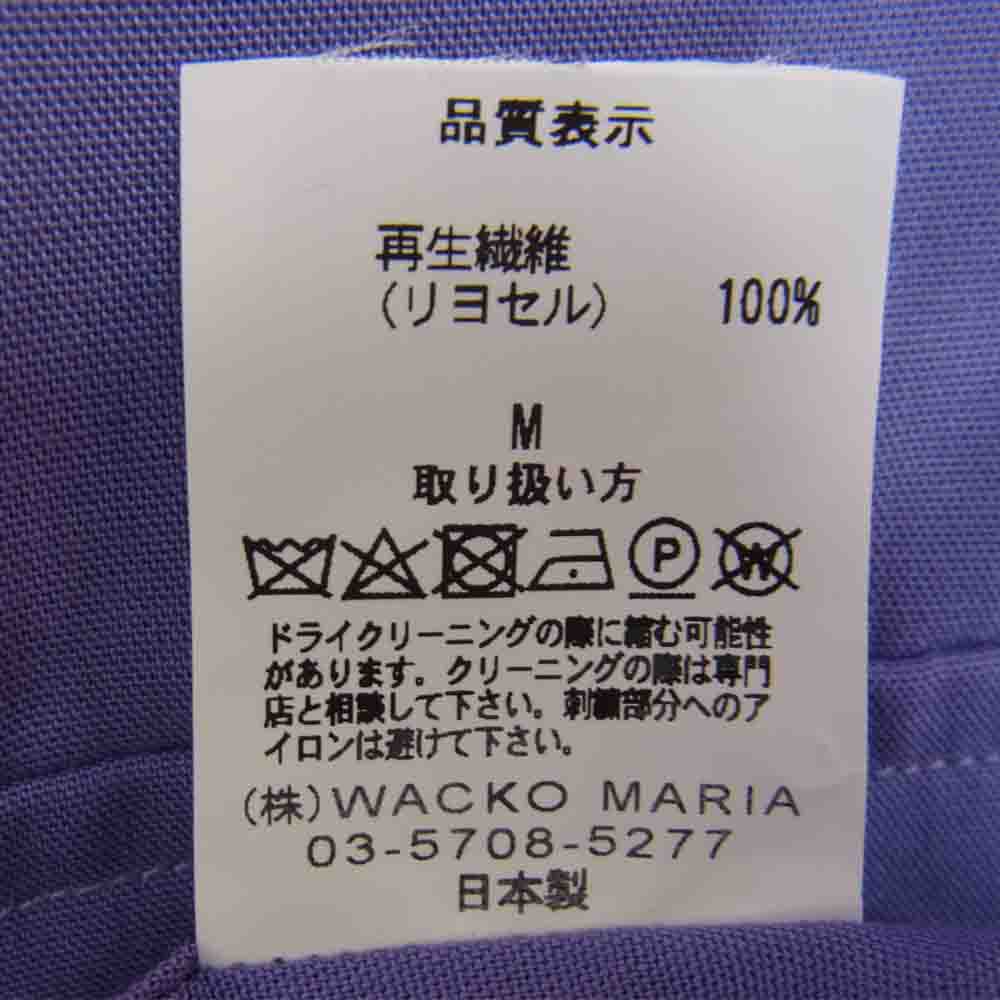 品質表示
再生繊維
(リヨセル) 100%
M
取り扱い方
P W
ドライクリーニングの際に縮む可能性
があります。クリーニングの際は専門
店と相談して下さい。刺繍部分へのア
イロンは避けて下さい。
(株)WACKO MARIA
03-5708-5277
日本製